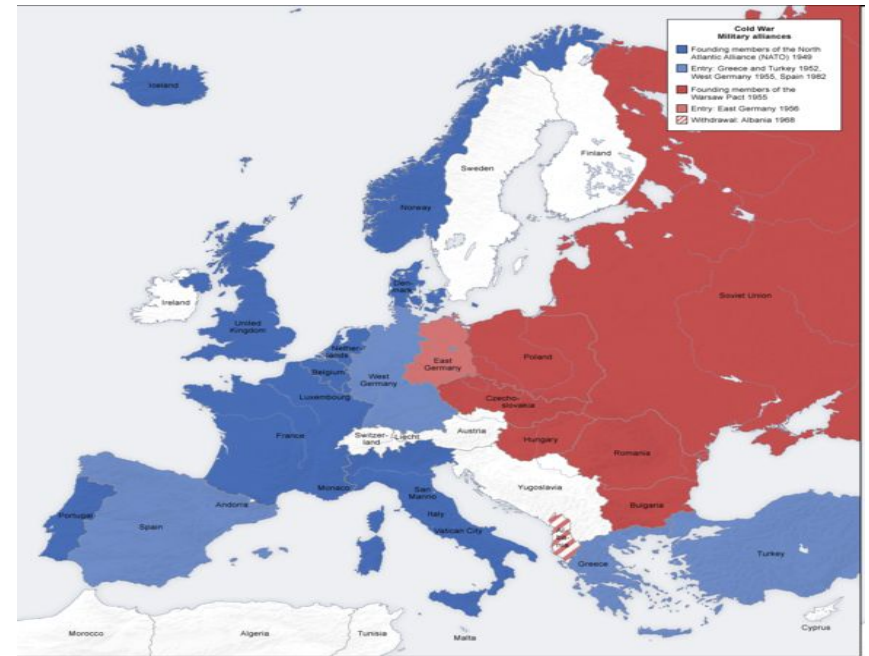 Cold War
Military alliances
Founding members of the North
Atlantic Alliance (NATO) 1949
Entry: Greece and Turkey 1952,
West Germany 1955, Spain 1982
Founding members of the
Warsaw Pact 1955
Entry: East Germany 1956
Withdrawal: Albania 1968
Iceland
Finland
Sweden
Norway
Den-
mark
Ireland
United
Kingdom
Soviet Union
Nether-
lands
Belgium
Luxembourg
West
Germany
East
Germany
Poland
Czecho-
slovakia
France
Switzer-
land
Liecht
Austria
Hungary
Romania
Monaco
San
Marino
Yugoslavia
Bulgaria
Andorra
Portugal
Spain
Italy
Vatican City
Greece
Turkey
Morocco
Algeria
Tunisia
Malta
Cyprus